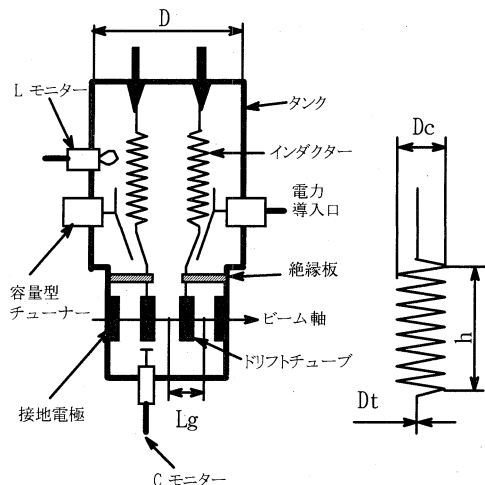 D
Lモニター
タンク
インダクター
電力
導入口
容量型
チューナー
絶縁板
ビーム軸
ドリフトチューブ
接地電極
Lg
Cモニター
Dc
h
Dt